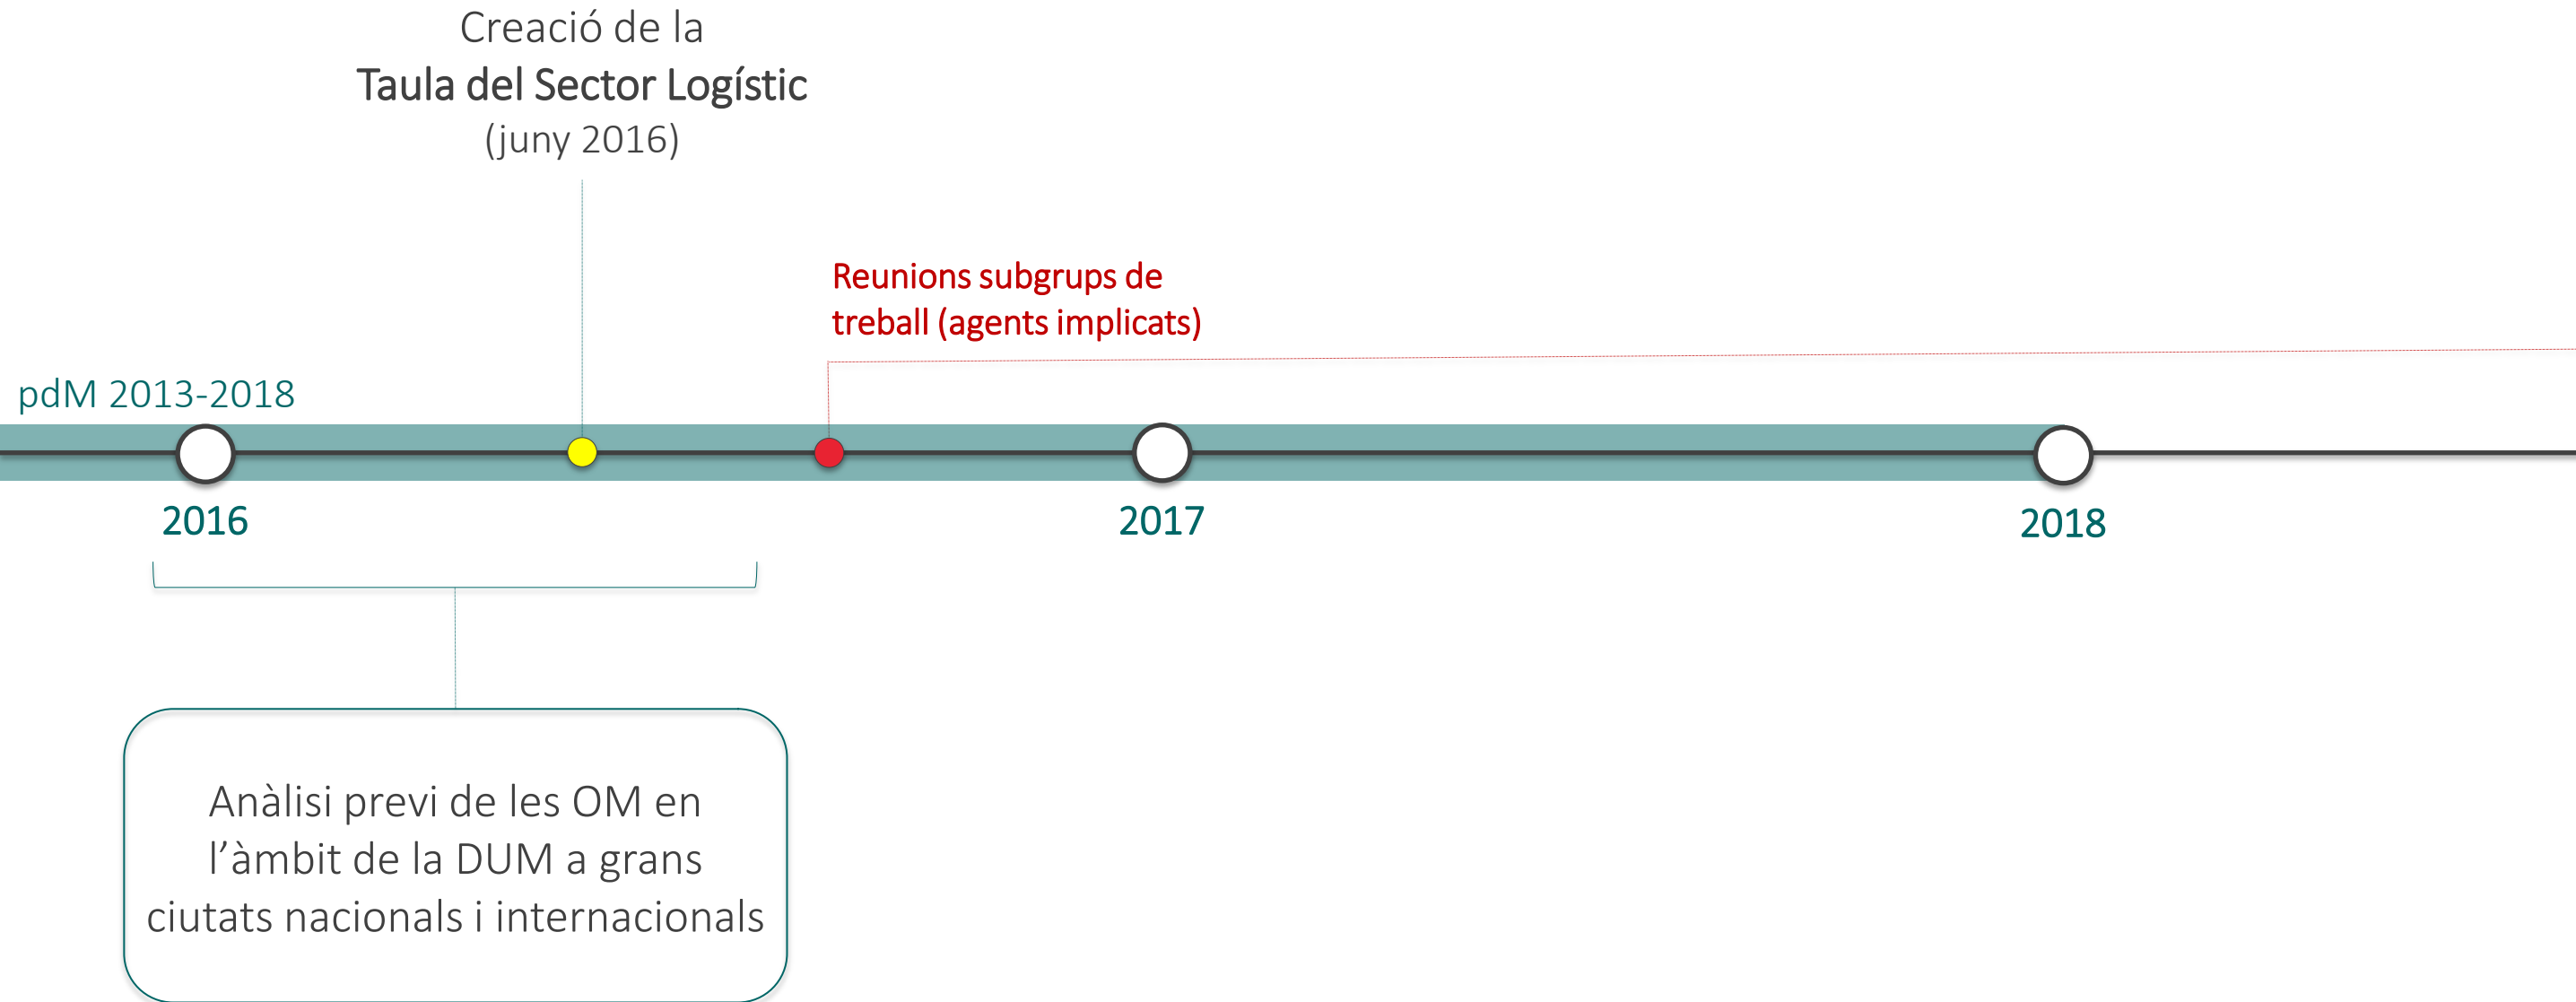 Creació de la
Taula del Sector Logístic
(juny 2016)
Reunions subgrups de
treball (agents implicats)
pdM 2013-2018
2016
2017
2018
Anàlisi previ de les OM en
l’àmbit de la DUM a grans
ciutats nacionals i internacionals